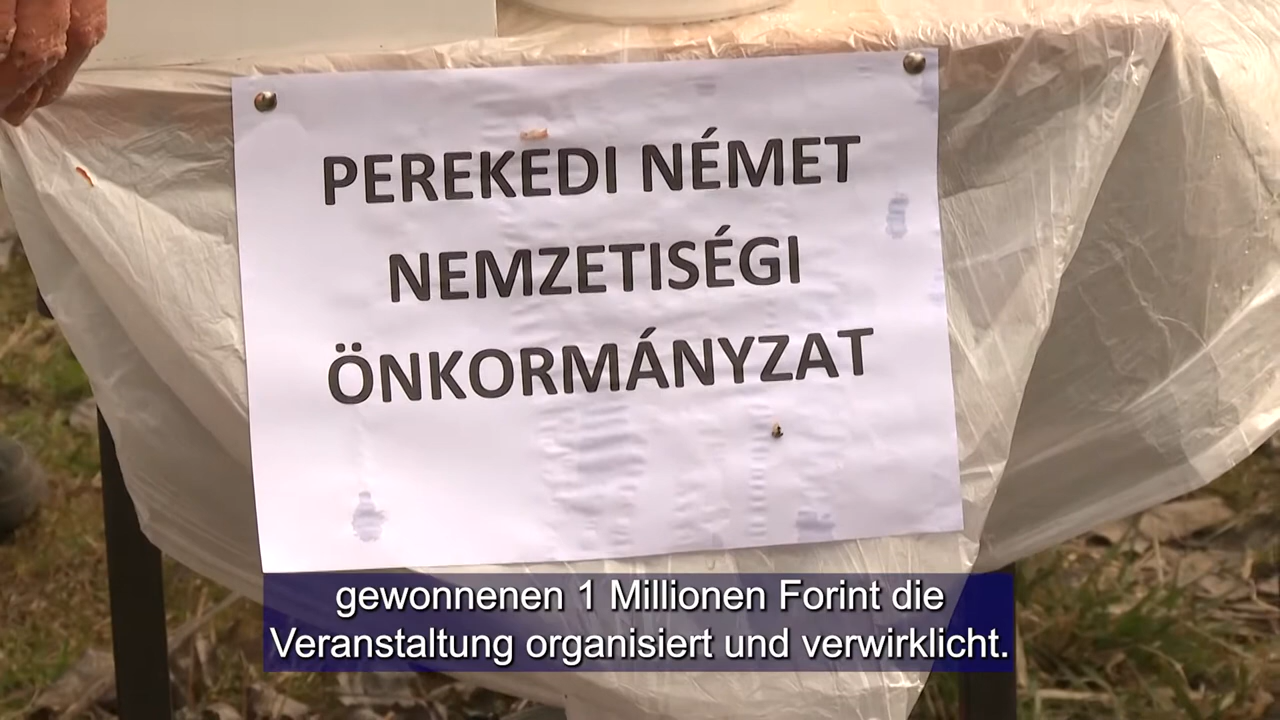 PEREKEDI NÉMET
NEMZETISÉGI
ÖNKORMÁNYZAT
gewonnenen 1 Millionen Forint die
Veranstaltung organisiert und verwirklicht.